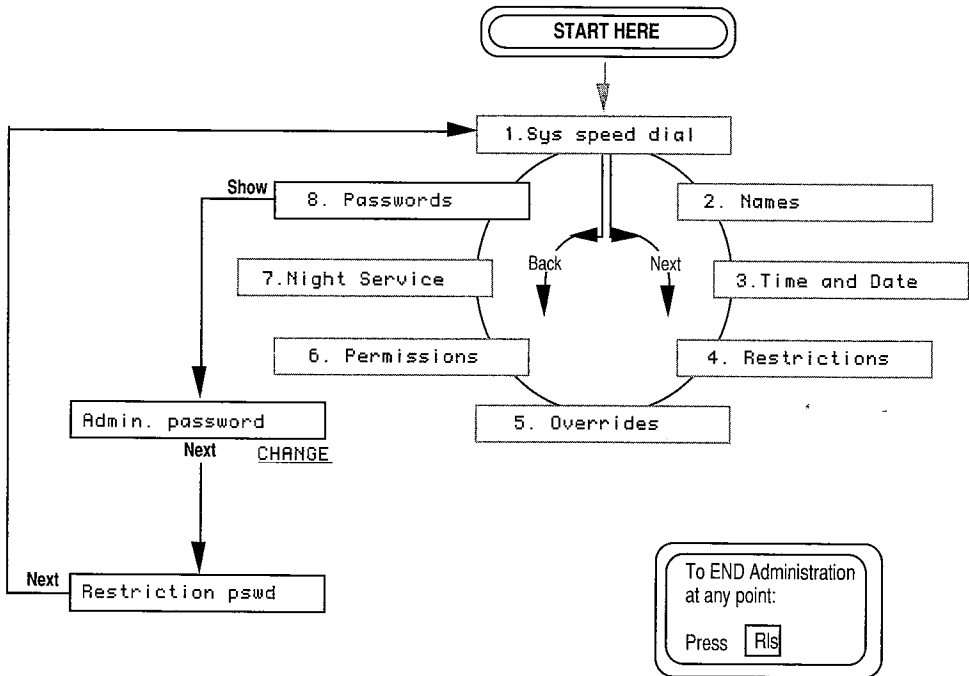 START HERE
1.Sys speed dial
Show
8. Passwords
2. Names
Back
Next
7.Night Service
3.Time and Date
6. Permissions
4. Restrictions
Admin. password
5. Overrides
Next
CHANGE
Next
Restriction pswd
To END Administration
at any point:
Press Rls